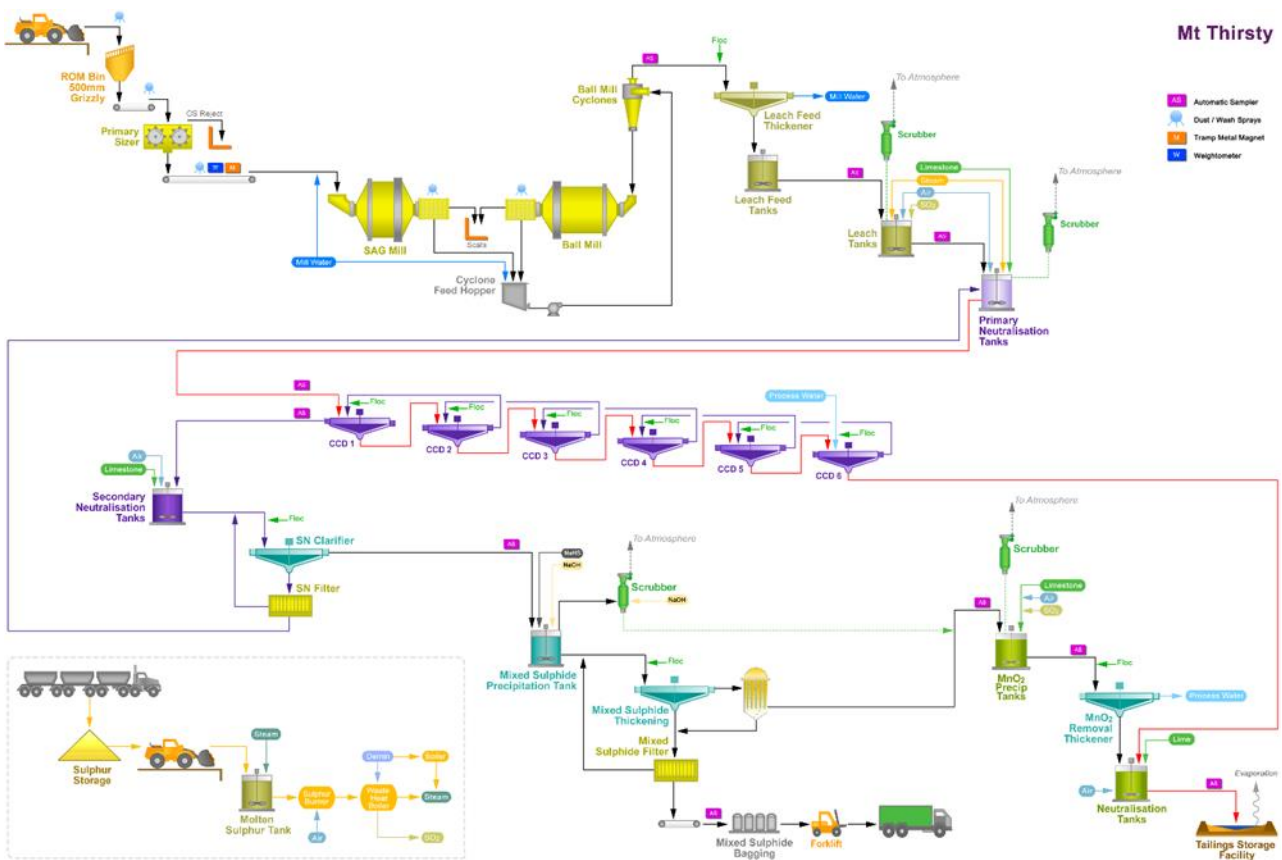 Mt Thirsty
AS Automatic Sampler
Dust / Wash Sprays
M Tramp Metal Magnet
W Weightometer
ROM Bin
500mm
Grizzly
Primary
Sizer
OS Reject
W
M
Mill Water
SAG Mill
Scats
Ball Mill
Cyclone
Feed Hopper
Ball Mill
Cyclones
AS
Floc
Leach Feed
Thickener
Mill Water
Leach Feed
Tanks
AS
To Atmosphere
Scrubber
Limestone
Steam
Air
SO₂
Leach
Tanks
AS
To Atmosphere
Scrubber
Primary
Neutralisation
Tanks
AS
AS
Floc
Floc
Floc
Floc
Floc
Process Water
Floc
CCD 1
CCD 2
CCD 3
CCD 4
CCD 5
CCD 6
Air
Limestone
Secondary
Neutralisation
Tanks
Floc
SN Clarifier
SN Filter
AS
NaHS
NaOH
To Atmosphere
Scrubber
NaOH
Mixed Sulphide
Precipitation Tank
Floc
Mixed Sulphide
Thickening
Mixed
Sulphide Filter
AS
Mixed Sulphide
Bagging
Forklift
To Atmosphere
Scrubber
AS
Limestone
Air
SO₂
MnO₂
Precip
Tanks
AS
Floc
Process Water
MnO₂
Removal
Thickener
Lime
Air
Neutralisation
Tanks
AS
Evaporation
Tailings Storage
Facility
Sulphur
Storage
Steam
Molton
Sulphur Tank
Sulphur
Burner
Air
Waste
Heat
Boiler
Demin
Boiler
Steam
SO₂